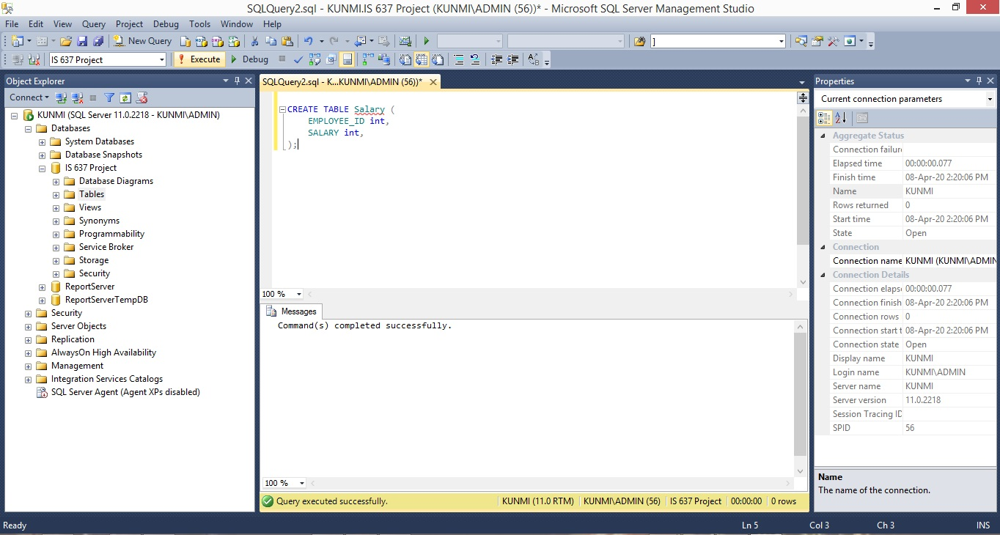 SQLQuery2.sql - KUNMI.IS 637 Project (KUNMI\ADMIN (56))* - Microsoft SQL Server Management Studio
File Edit View Query Project Debug Tools Window Help
New Query ]
IS 637 Project Execute Debug
Object Explorer
Connect
KUNMI (SQL Server 11.0.2218 - KUNMI\ADMIN)
Databases
System Databases
Database Snapshots
IS 637 Project
Database Diagrams
Tables
Views
Synonyms
Programmability
Service Broker
Storage
Security
ReportServer
ReportServerTempDB
Security
Server Objects
Replication
AlwaysOn High Availability
Management
Integration Services Catalogs
SQL Server Agent (Agent XPs disabled)
SQLQuery2.sql - K...KUNMI\ADMIN (56))*
CREATE TABLE Salary (
EMPLOYEE_ID int,
SALARY int,
);
100 %
Messages
Command(s) completed successfully.
100 %
Query executed successfully. KUNMI (11.0 RTM) KUNMI\ADMIN (56) IS 637 Project 00:00:00 0 rows
Properties
Current connection parameters
Aggregate Status
Connection failure
Elapsed time 00:00:00.077
Finish time 08-Apr-20 2:20:06 PM
Name KUNMI
Rows returned 0
Start time 08-Apr-20 2:20:06 PM
State Open
Connection
Connection name KUNMI (KUNMI\ADMIN
Connection Details
Connection elaps 00:00:00.077
Connection finish 08-Apr-20 2:20:06 PM
Connection rows 0
Connection start t 08-Apr-20 2:20:06 PM
Connection state Open
Display name KUNMI
Login name KUNMI\ADMIN
Server name KUNMI
Server version 11.0.2218
Session Tracing ID
SPID 56
Name
The name of the connection.
Ready Ln 5 Col 3 Ch 3 INS